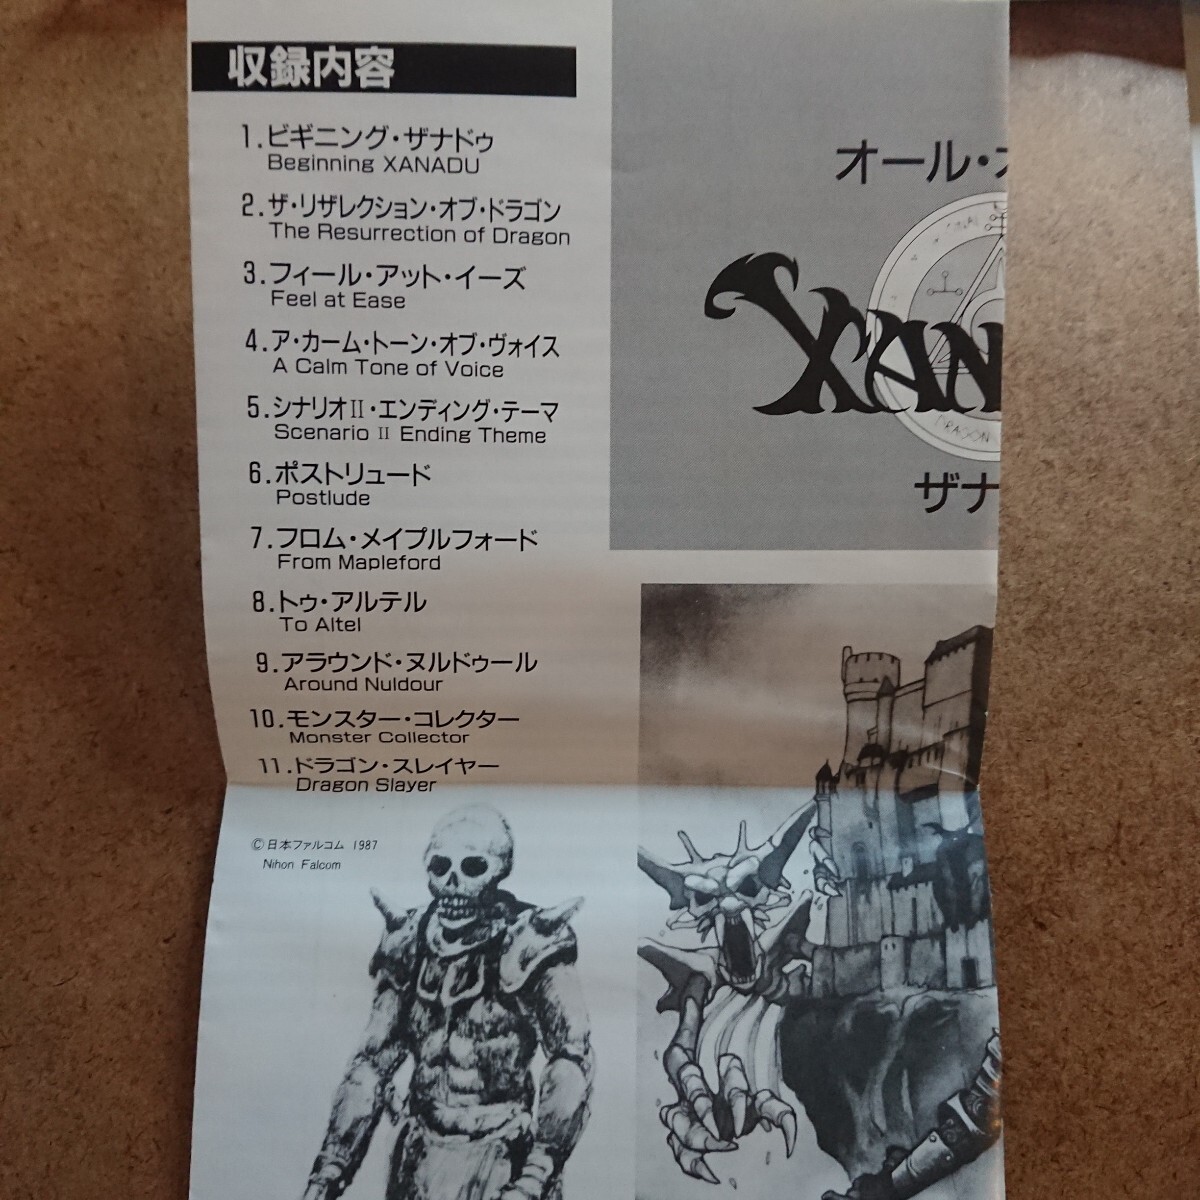 収録内容
1.ビギニング・ザナドゥ
Beginning XANADU
2.ザ・リザレクション・オブ・ドラゴン
The Resurrection of Dragon
3.フィール・アット・イーズ
Feel at Ease
4.ア・カーム・トーン・オブ・ヴォイス
A Calm Tone of Voice
5.シナリオⅡ・エンディング・テーマ
Scenario Ⅱ Ending Theme
6.ポストリュード
Postlude
7.フロム・メイプルフォード
From Mapleford
8.トゥ・アルテル
To Altel
9.アラウンド・ヌルドゥール
Around Nuldour
10.モンスター・コレクター
Monster Collector
11.ドラゴン・スレイヤー
Dragon Slayer
©日本ファルコム 1987
Nihon Falcom
オール・
XAN
DRAGON
ザナ